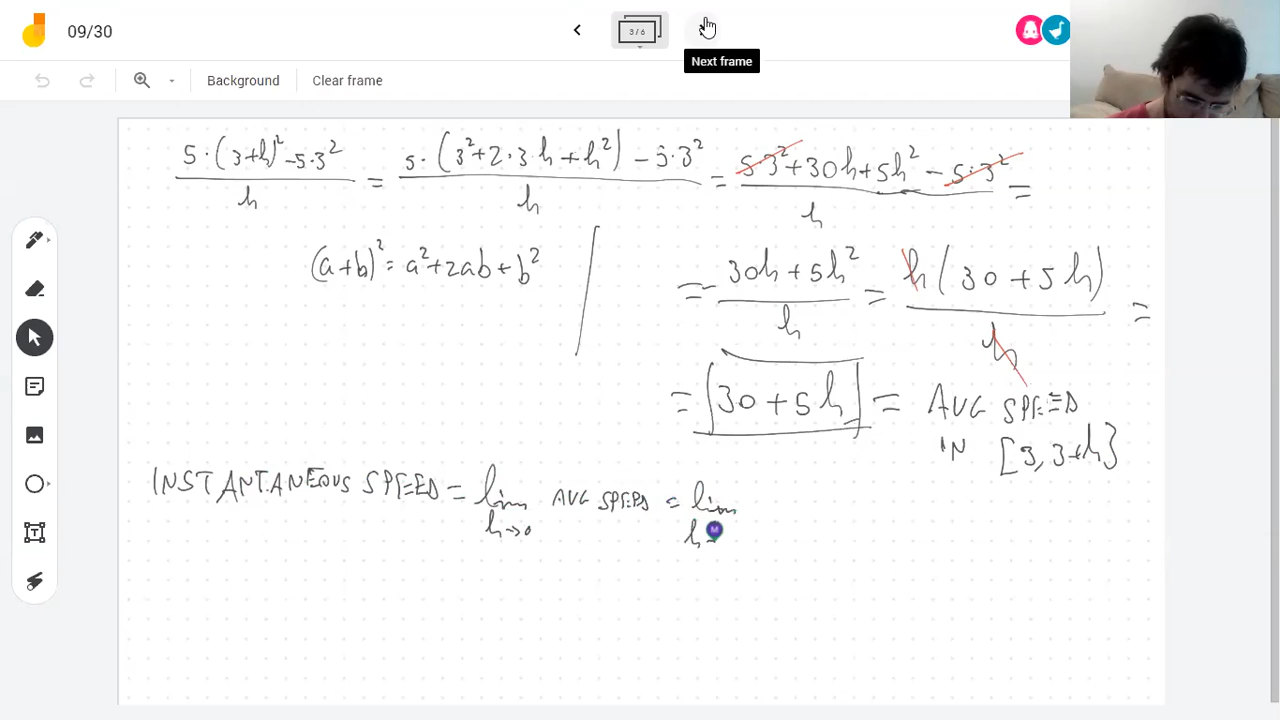 09/30
3 / 6
Next frame
Background
Clear frame
5·(3+h)² -5·3² / h = 5·(3²+2·3·h+h²) - 5·3² / h = 5·3²+30h+5h² - 5·3² / h =
(a+b)² = a²+2ab+b²
= 30h+5h² / h = h(30+5h) / h =
= 30+5h = AVG SPEED
IN [3, 3+h]
INSTANTANEOUS SPEED = lim h→0 AVG SPEED = lim h
M